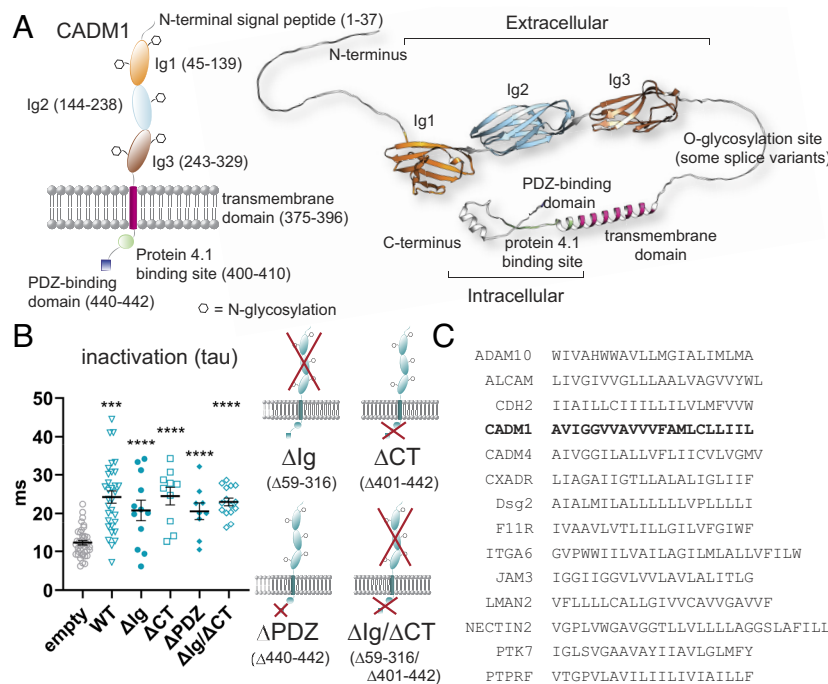 A
CADM1
N-terminal signal peptide (1-37)
Ig1 (45-139)
Ig2 (144-238)
Ig3 (243-329)
transmembrane
domain (375-396)
Protein 4.1
binding site (400-410)
PDZ-binding
domain (440-442)
= N-glycosylation
Extracellular
N-terminus
Ig1
Ig2
Ig3
O-glycosylation site
(some splice variants)
PDZ-binding
domain
C-terminus
protein 4.1
binding site
transmembrane
domain
Intracellular
B
inactivation (tau)
ms
50
40
30
20
10
0
***
****
****
****
****
empty
WT
ΔIg
ΔCT
ΔPDZ
ΔIg/ΔCT
ΔIg
(Δ59-316)
ΔCT
(Δ401-442)
ΔPDZ
(Δ440-442)
ΔIg/ΔCT
(Δ59-316/
Δ401-442)
C
ADAM10 WIVAHWWAVLLMGIALIMLMA
ALCAM LIVGIVVGLLLAALVAGVVYWL
CDH2 IIAILLCIIILLILVLMFVVW
CADM1 AVIGGVVAVVVFAMLCLLIIL
CADM4 AIVGGILALLVFLIICVLVGMV
CXADR LIAGAIIGTLLALALIGLIIF
Dsg2 AIALMILALLLLLLVPLLLLI
F11R IVAAVLVTLILLGILVFGIWF
ITGA6 GVPWWIILVAILAGILMLALLVFILW
JAM3 IGGIIGGVLVVLAVLALITLG
LMAN2 VFLLLLCALLGIVVCAVVGAVVF
NECTIN2 VGPLVWGAVGGTLLVLLLLAGGSLAFILL
PTK7 IGLSVGAAVAYIIAVLGLMFY
PTPRF VTGPVLAVILIILIVIAILLF